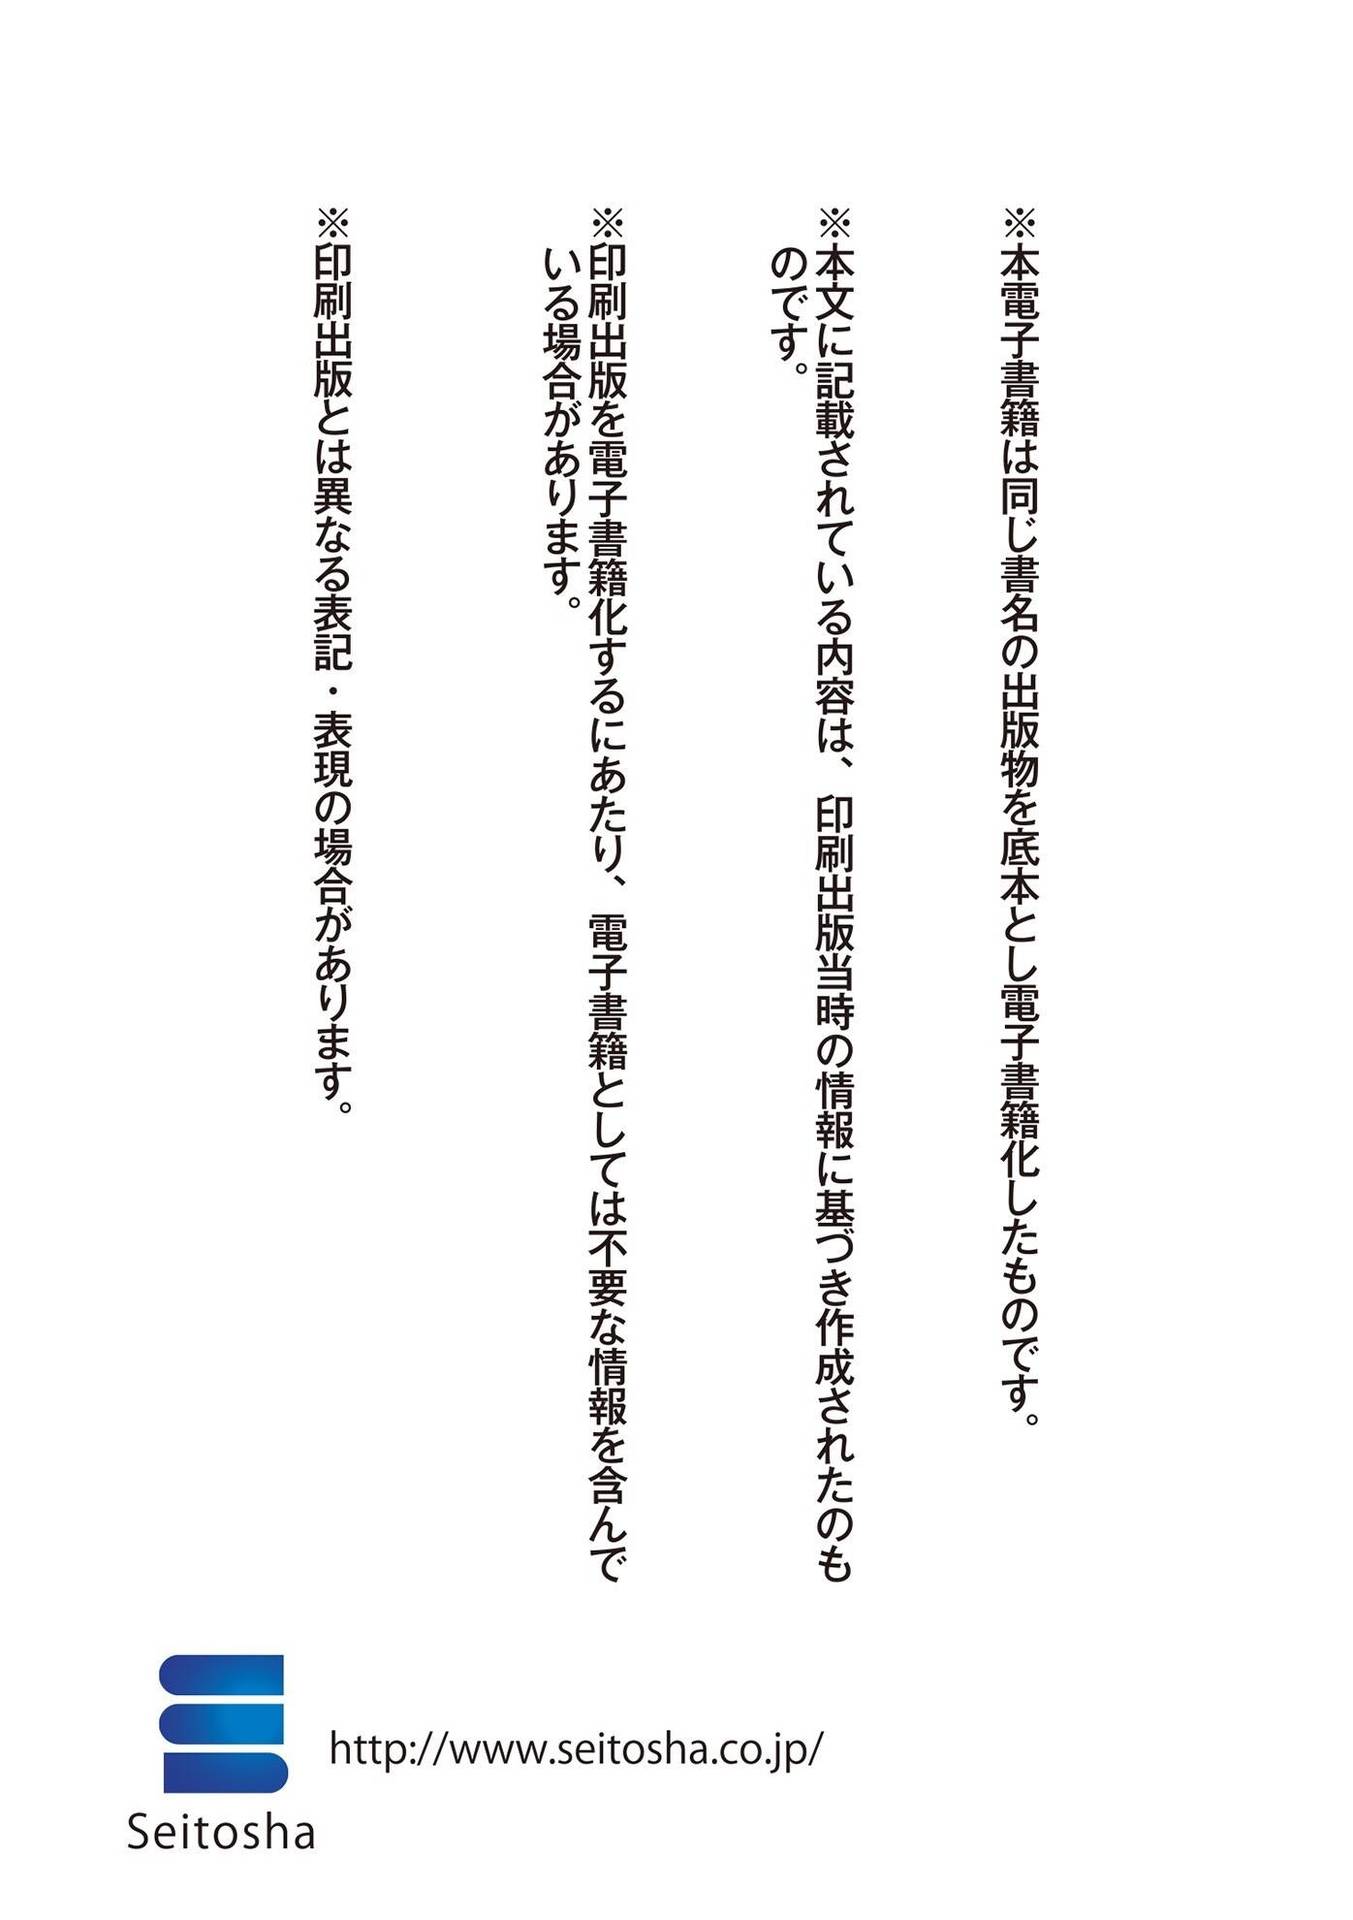 ※本電子書籍は同じ書名の出版物を底本とし電子書籍化したものです。
※本文に記載されている内容は、印刷出版当時の情報に基づき作成されたのも
のです。
※印刷出版を電子書籍化するにあたり、電子書籍としては不要な情報を含んで
いる場合があります。
※印刷出版とは異なる表記・表現の場合があります。
http://www.seitosha.co.jp/
Seitosha